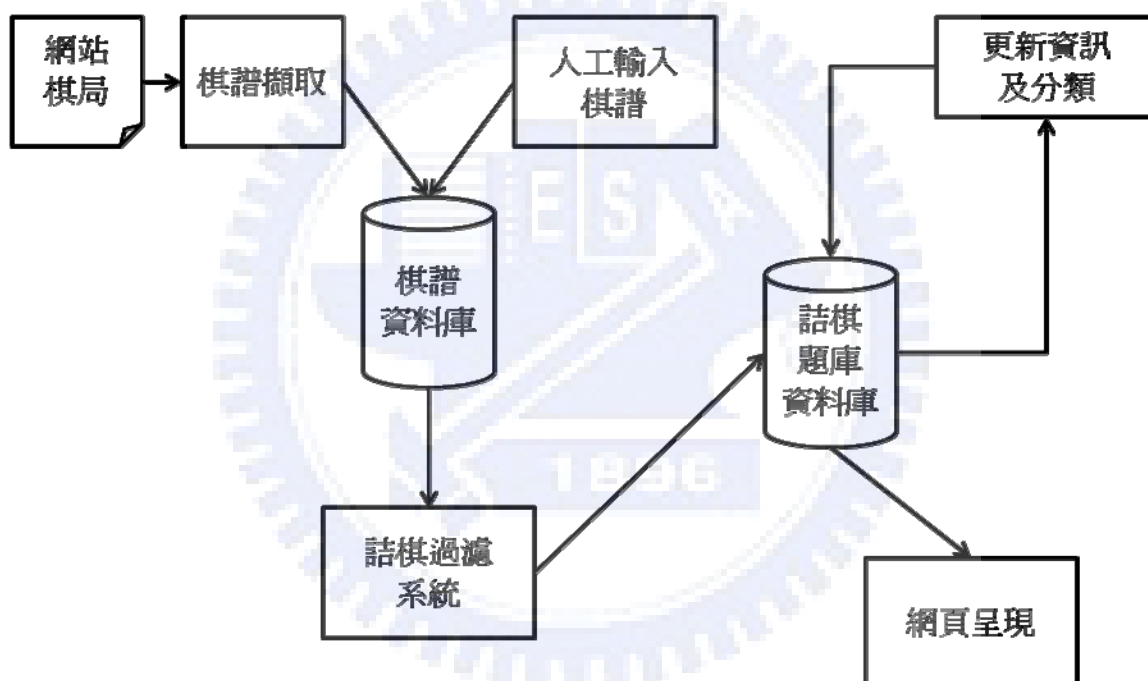 網站
棋局
棋譜擷取
人工輸入
棋譜
更新資訊
及分類
棋譜
資料庫
詰棋
題庫
資料庫
詰棋過濾
系統
網頁呈現
E S A
1896